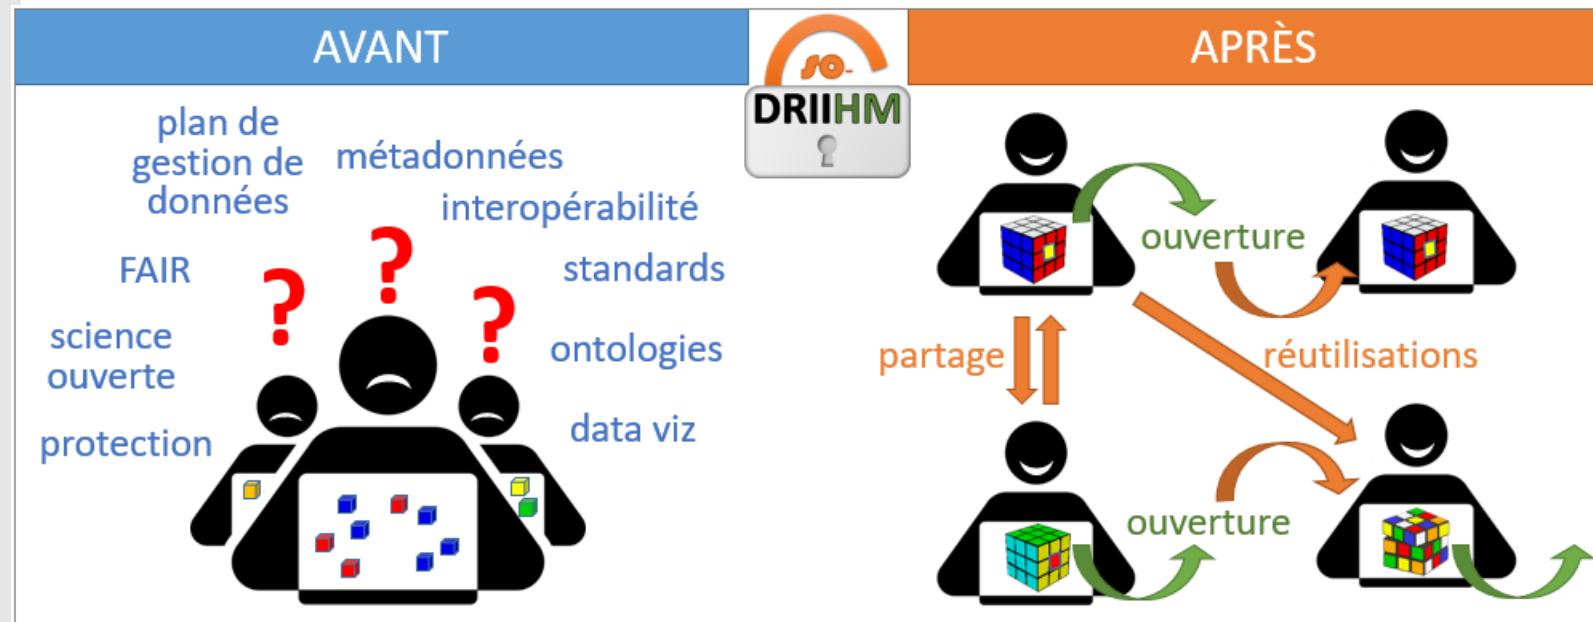 AVANT
so-
DRIIHM
APRÈS
plan de
gestion de
données
métadonnées
interopérabilité
FAIR
standards
science
ouverte
ontologies
protection
data viz
?
?
?
ouverture
partage
réutilisations
ouverture